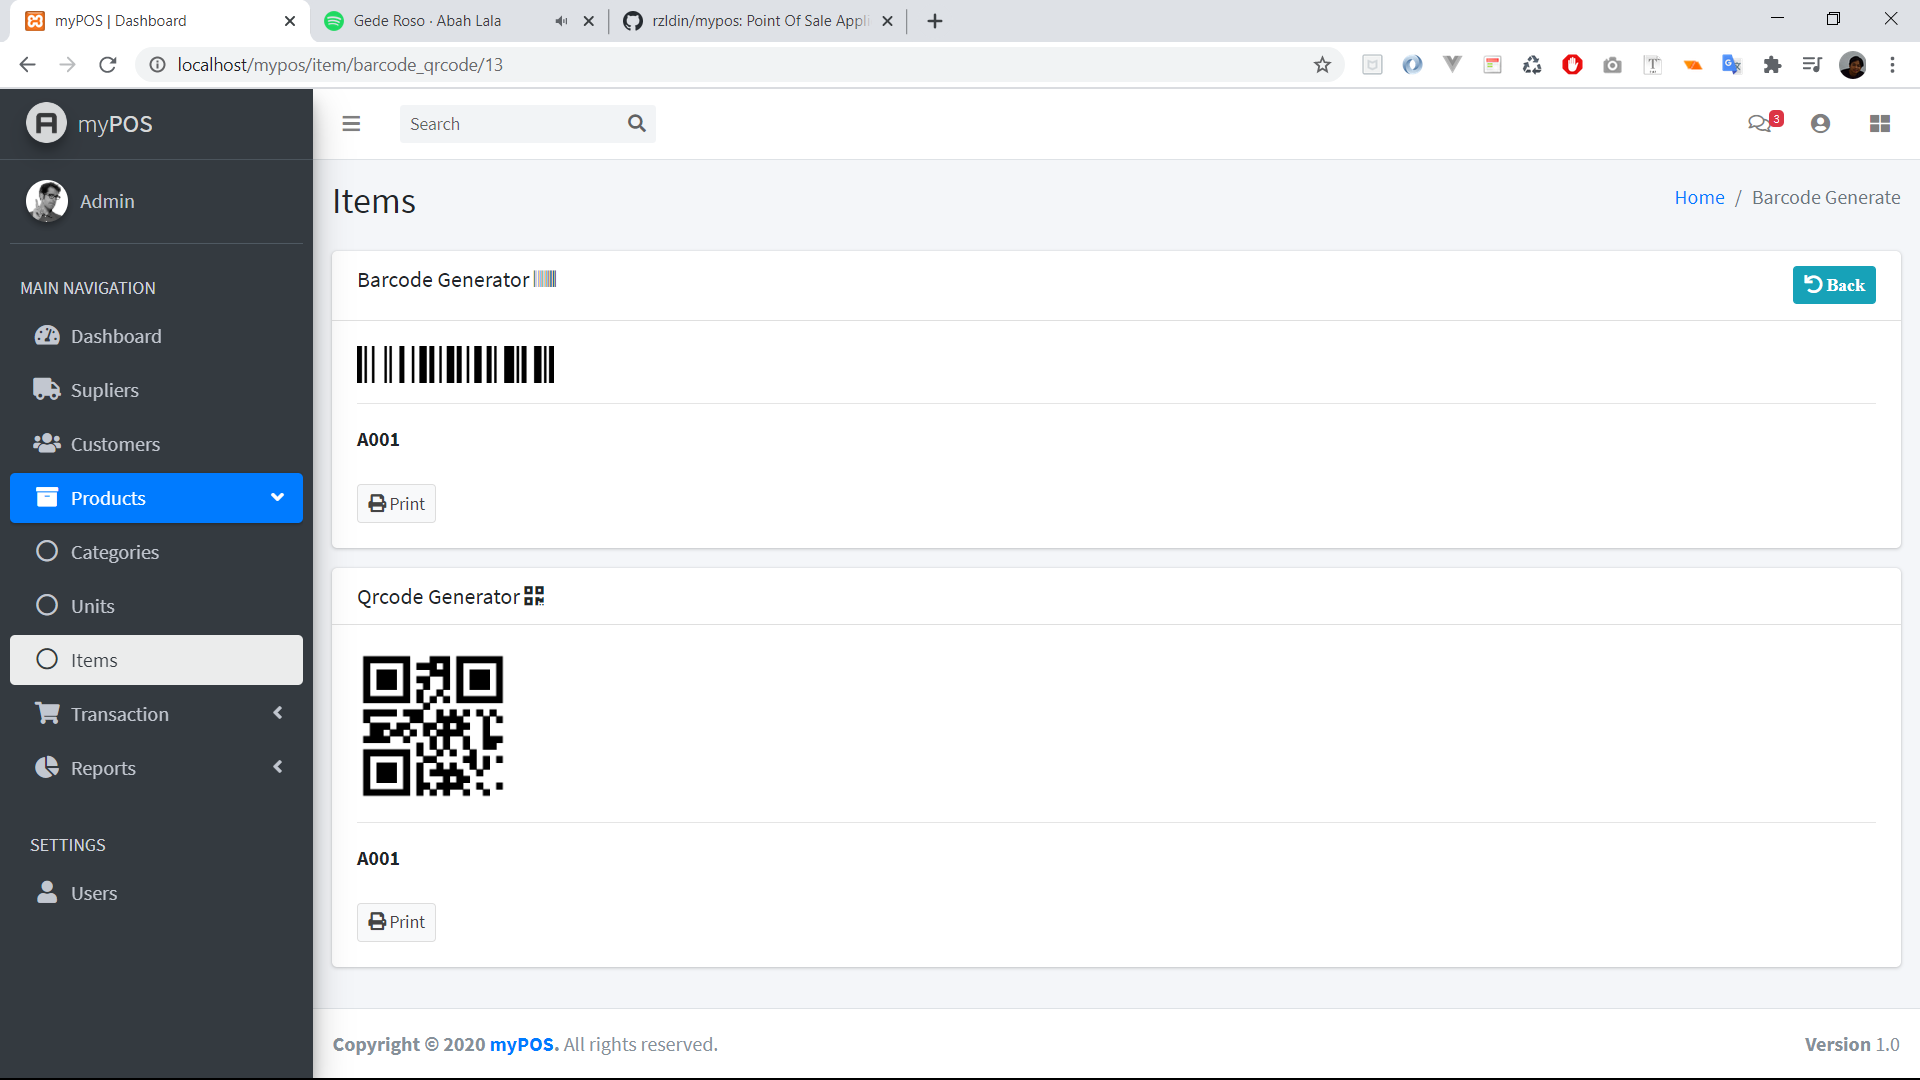 myPOS | Dashboard
Gede Roso · Abah Lala
rzldin/mypos: Point Of Sale Appli
localhost/mypos/item/barcode_qrcode/13
myPOS
Search
3
Admin
Items
Home / Barcode Generate
MAIN NAVIGATION
Dashboard
Supliers
Customers
Products
Categories
Units
Items
Transaction
Reports
SETTINGS
Users
Barcode Generator
Back
A001
Print
Qrcode Generator
A001
Print
Copyright © 2020 myPOS. All rights reserved.
Version 1.0